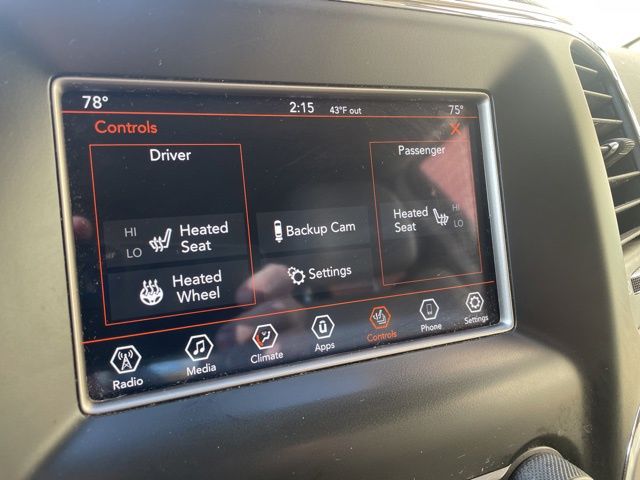 78°
2:15
43°F out
75°
Controls
X
Driver
Passenger
HI
LO
Heated
Seat
Backup Cam
Heated
Seat
HI
LO
Heated
Wheel
Settings
Radio
Media
Climate
Apps
Controls
Phone
Settings